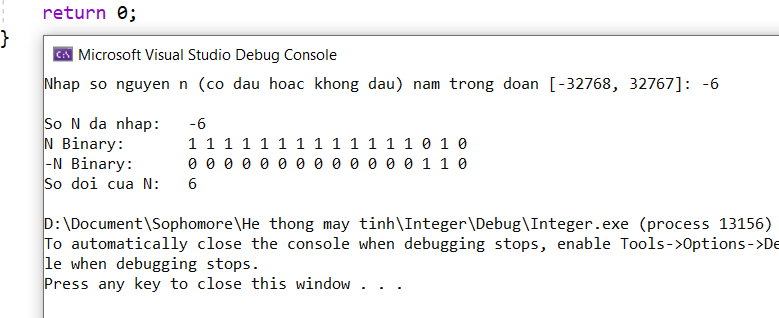 return 0;
}
C:\ Microsoft Visual Studio Debug Console
Nhap so nguyen n (co dau hoac khong dau) nam trong doan [-32768, 32767]: -6
So N da nhap: -6
N Binary: 1 1 1 1 1 1 1 1 1 1 1 1 1 0 1 0
-N Binary: 0 0 0 0 0 0 0 0 0 0 0 0 0 1 1 0
So doi cua N: 6
D:\Document\Sophomore\He thong may tinh\Integer\Debug\Integer.exe (process 13156)
To automatically close the console when debugging stops, enable Tools->Options->De
le when debugging stops.
Press any key to close this window . . .